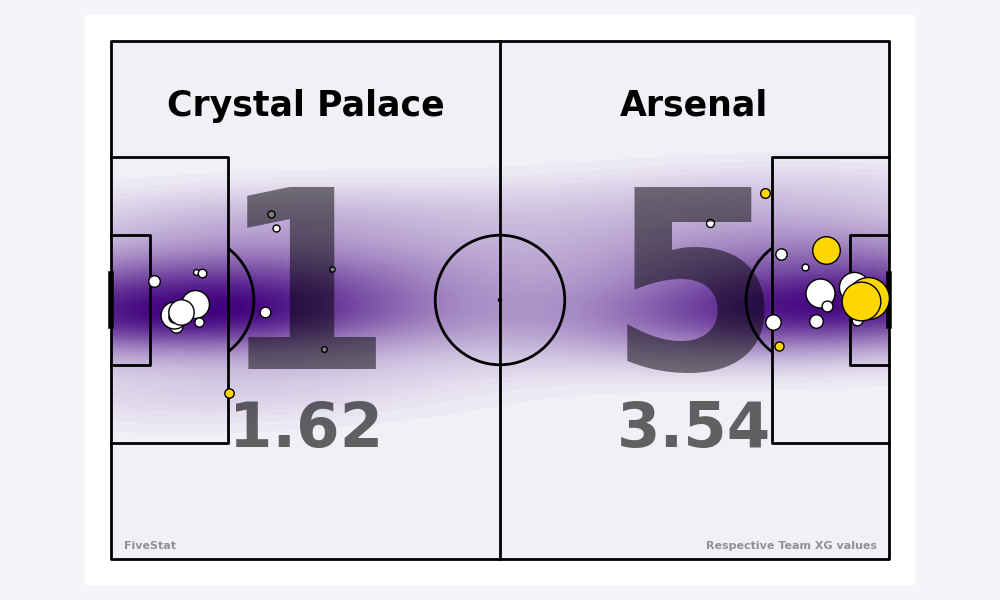 Crystal Palace
Arsenal
1
5
1.62
3.54
FiveStat
Respective Team XG values